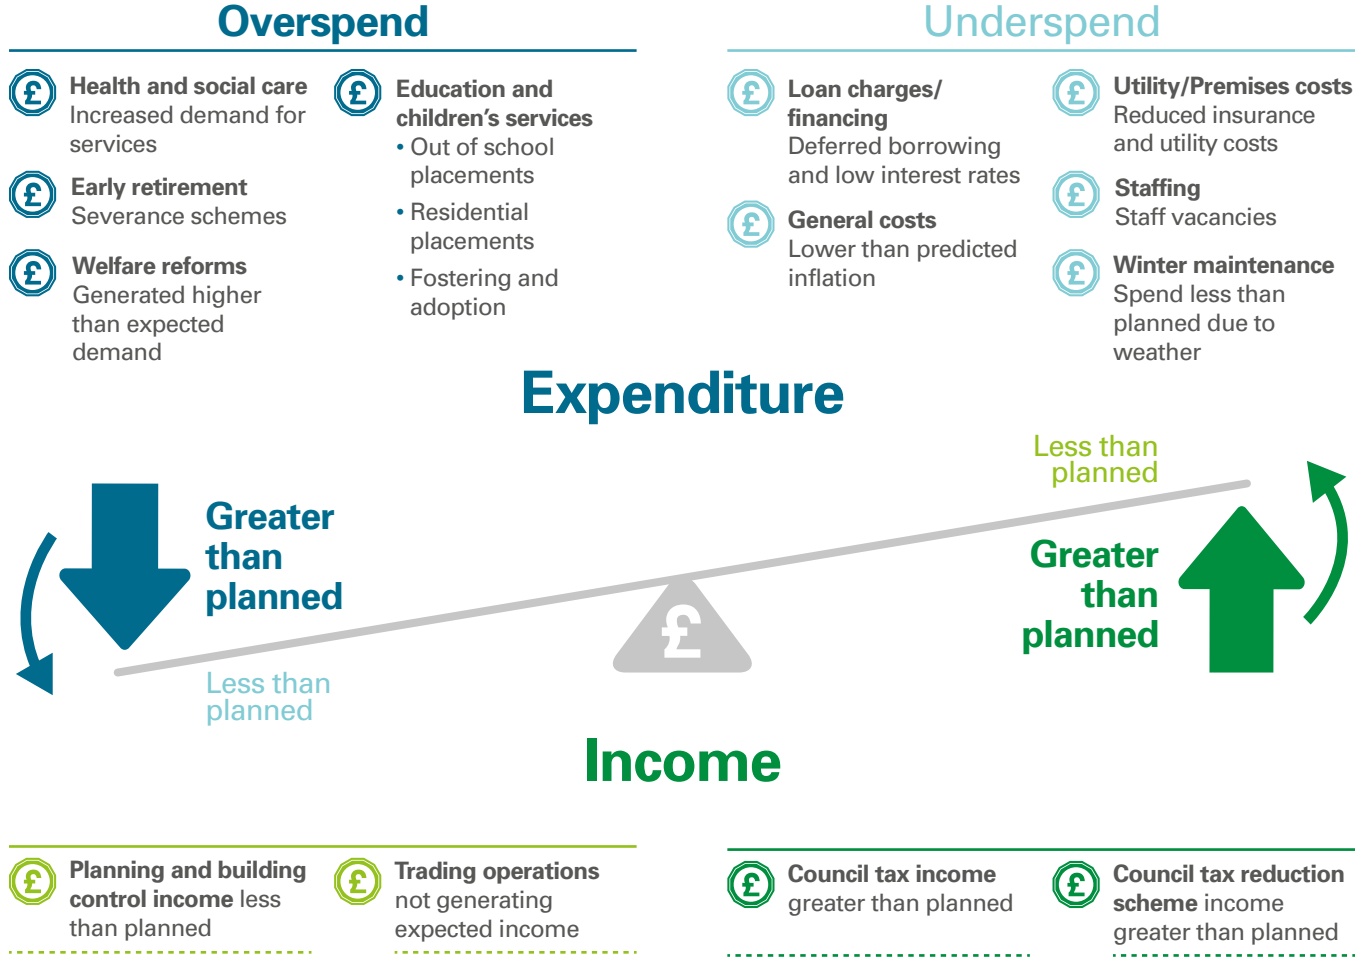 Overspend
Health and social care
Increased demand for
services
Early retirement
Severance schemes
Welfare reforms
Generated higher
than expected
demand
Education and
children's services
• Out of school
placements
• Residential
placements
• Fostering and
adoption
Underspend
Loan charges/
financing
Deferred borrowing
and low interest rates
General costs
Lower than predicted
inflation
Utility/Premises costs
Reduced insurance
and utility costs
Staffing
Staff vacancies
Winter maintenance
Spend less than
planned due to
weather
Expenditure
Greater
than
planned
Less than
planned
£
Less than
planned
Greater
than
planned
Income
£
Planning and building
control income less
than planned
£
Trading operations
not generating
expected income
£
Council tax income
greater than planned
£
Council tax reduction
scheme income
greater than planned